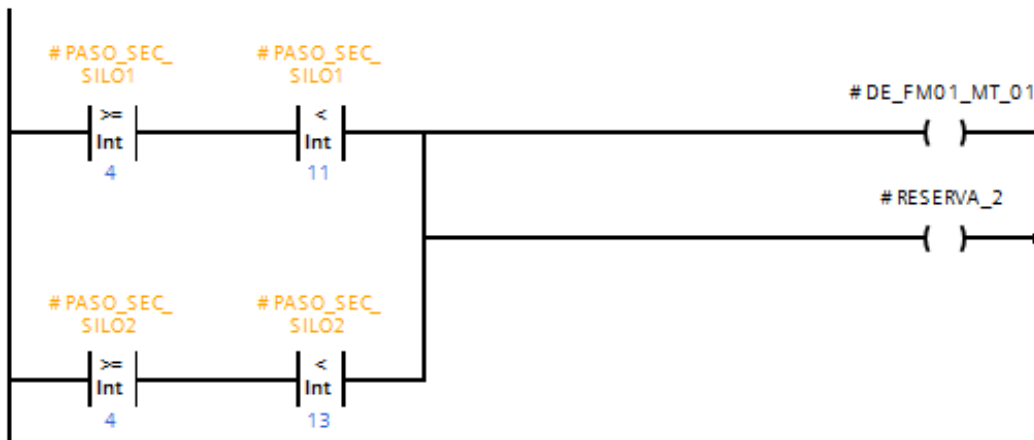 #PASO_SEC_
SILO1
#PASO_SEC_
SILO1
>=
Int
4
<
Int
11
#DE_FM01_MT_01
#RESERVA_2
#PASO_SEC_
SILO2
#PASO_SEC_
SILO2
>=
Int
4
<
Int
13